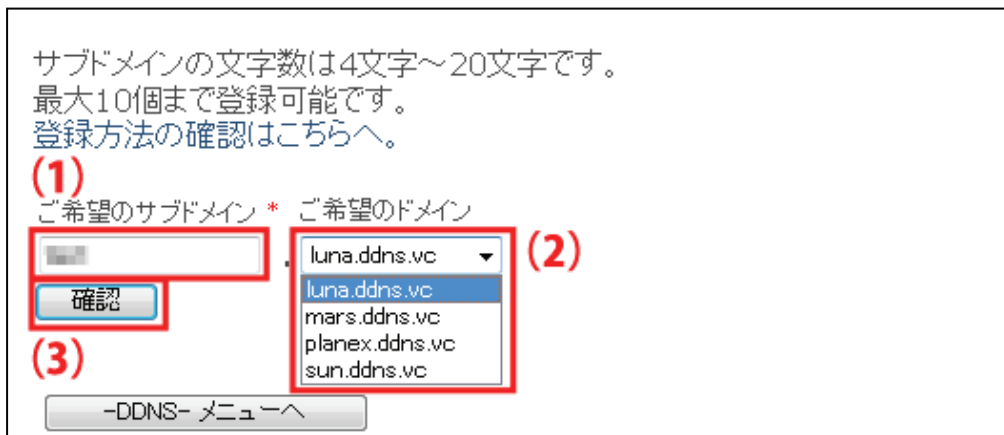 サブドメインの文字数は4文字～20文字です。
最大10個まで登録可能です。
登録方法の確認はこちらへ。
(1)
ご希望のサブドメイン * ご希望のドメイン
. luna.ddns.vc (2)
確認 luna.ddns.vc
mars.ddns.vc
planex.ddns.vc
(3) sun.ddns.vc
-DDNS- メニューへ